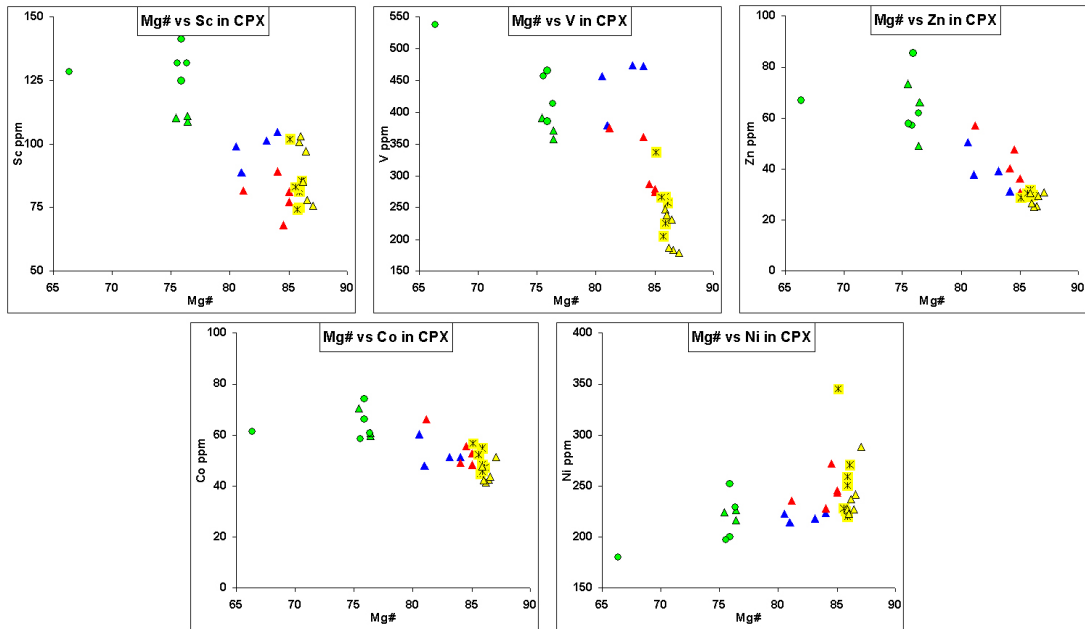 Mg# vs Sc in CPX
150
125
100
75
50
Sc ppm
65 70 75 80 85 90
Mg#
Mg# vs V in CPX
550
500
450
400
350
300
250
200
150
V ppm
65 70 75 80 85 90
Mg#
Mg# vs Zn in CPX
100
80
60
40
20
0
Zn ppm
65 70 75 80 85 90
Mg#
Mg# vs Co in CPX
100
80
60
40
20
0
Co ppm
65 70 75 80 85 90
Mg#
Mg# vs Ni in CPX
400
350
300
250
200
150
Ni ppm
65 70 75 80 85 90
Mg#